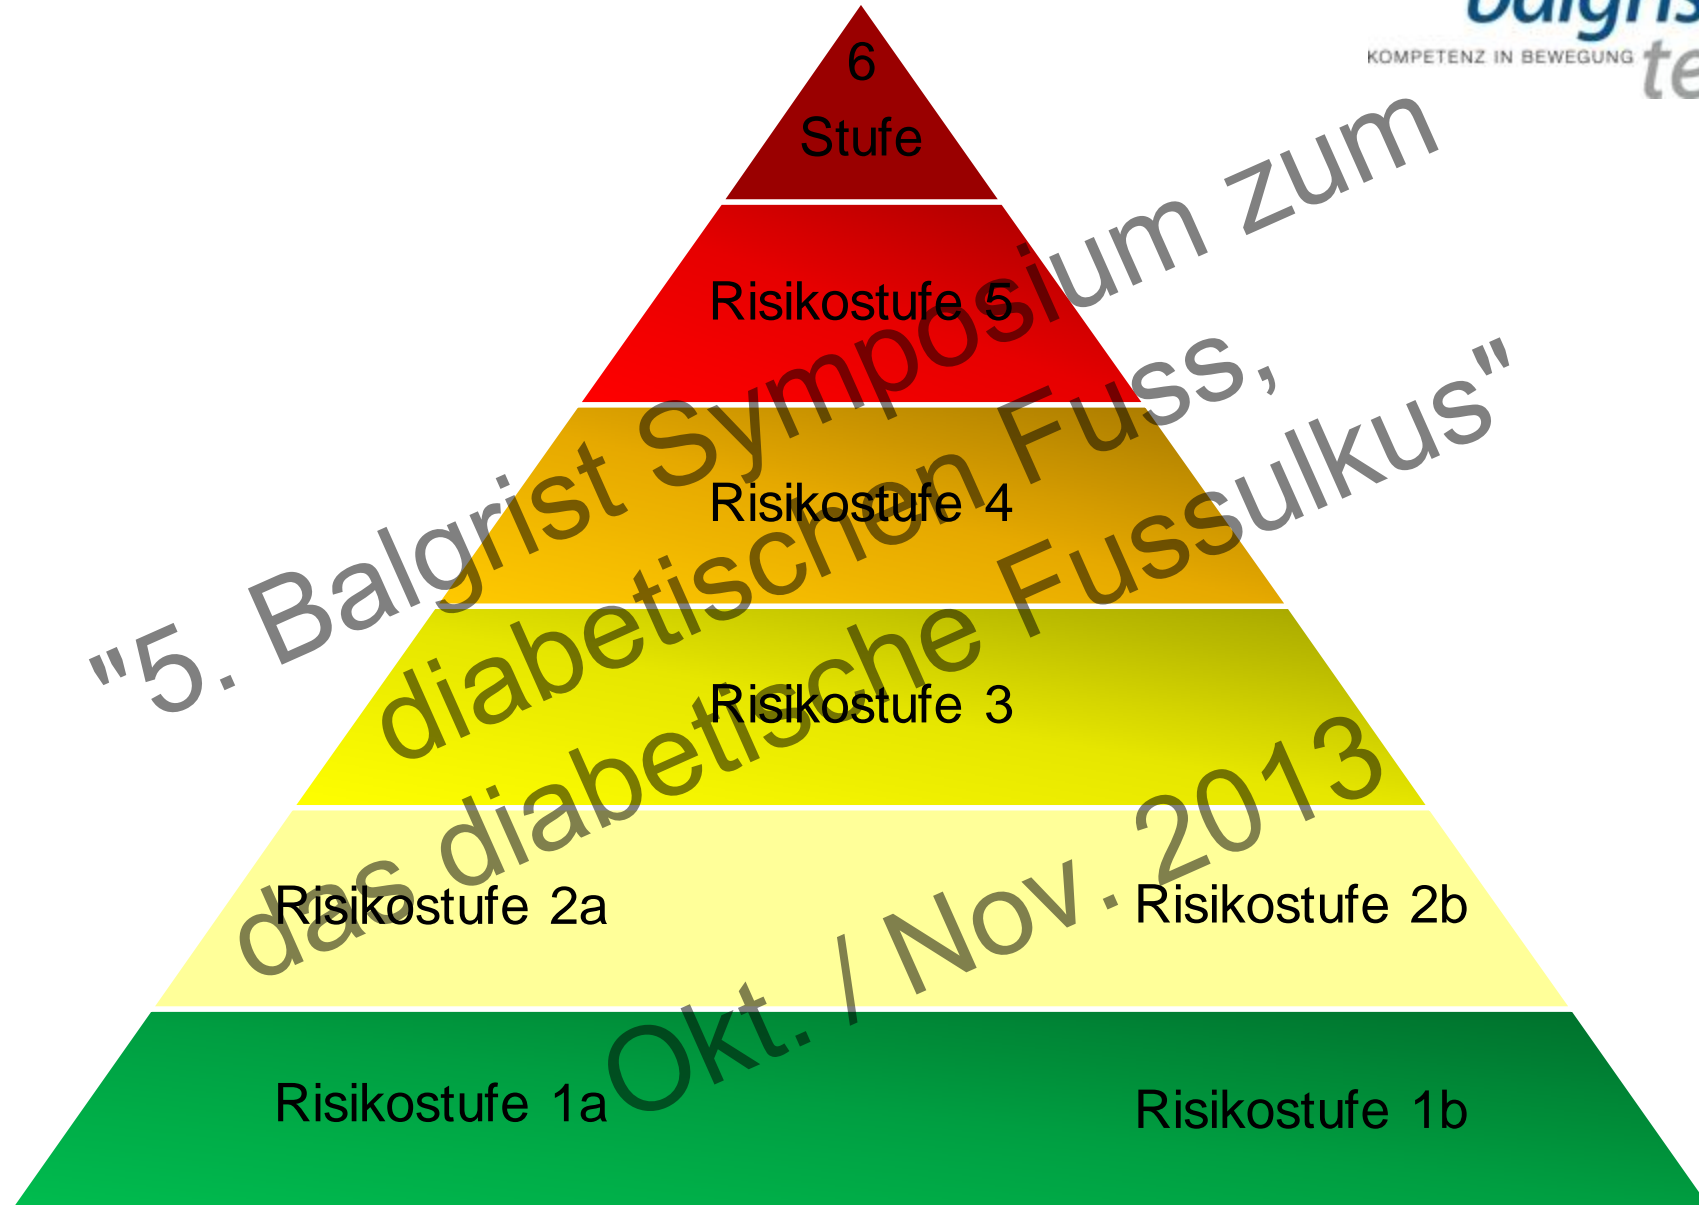 KOMPETENZ IN BEWEGUNG
6
Stufe
Risikostufe 5
Risikostufe 4
Risikostufe 3
Risikostufe 2a
Risikostufe 2b
Risikostufe 1a
Risikostufe 1b
"5. Balgrist Symposium zum
diabetischen Fuss,
das diabetische Fussulkus"
Okt. / Nov. 2013